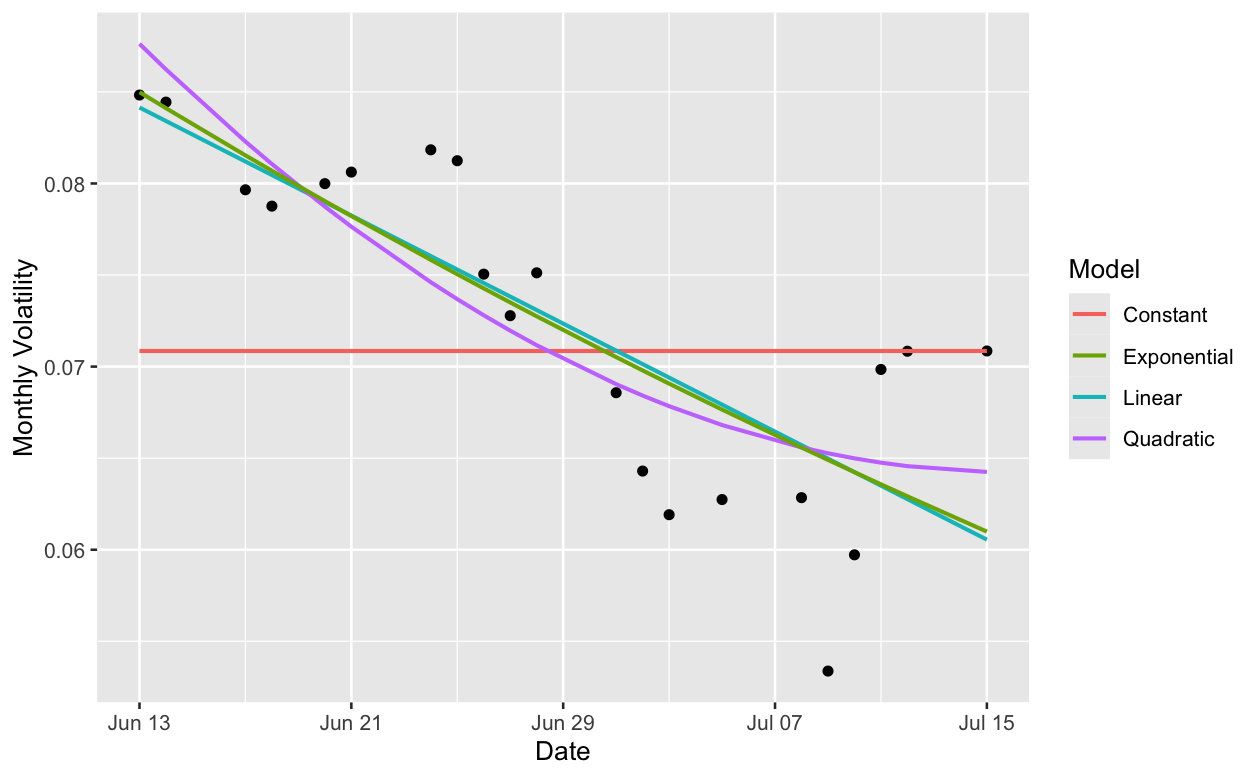 Monthly Volatility
0.08
0.07
0.06
Jun 13
Jun 21
Jun 29
Jul 07
Jul 15
Date
Model
Constant
Exponential
Linear
Quadratic